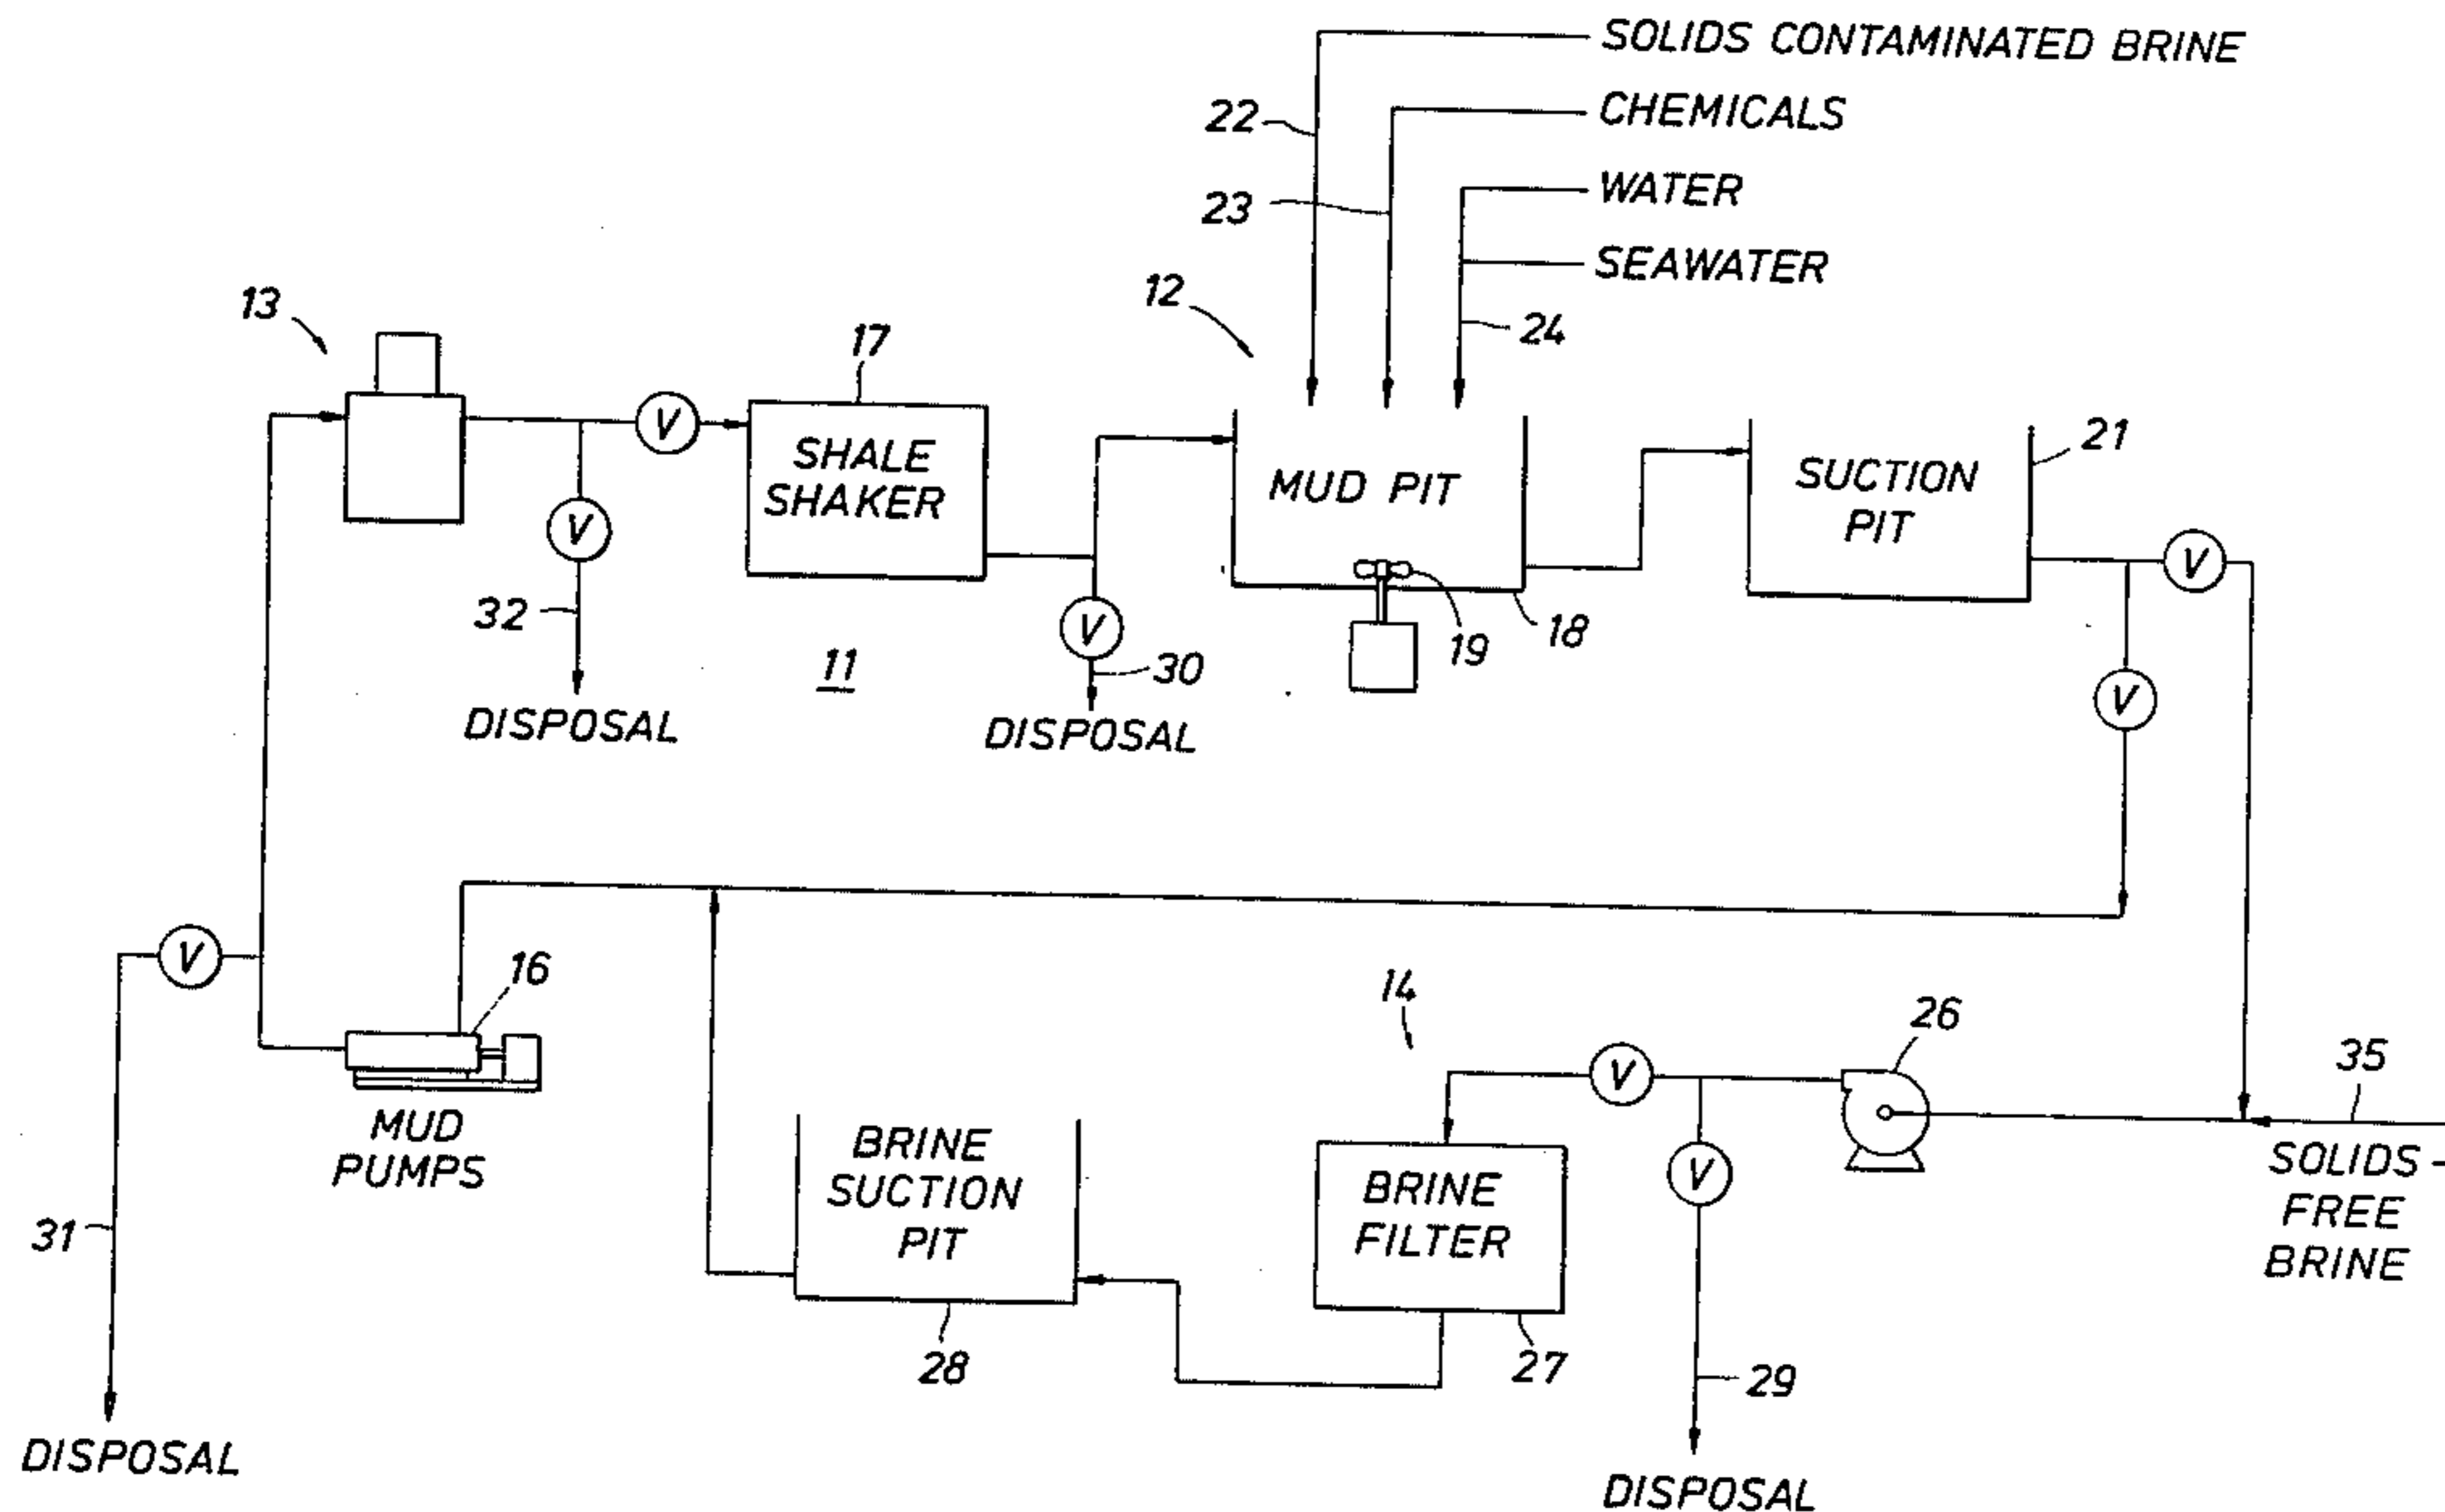 SOLIDS CONTAMINATED BRINE
22
CHEMICALS
23
WATER
SEAWATER
24
12
13
17
SHALE
SHAKER
MUD PIT
SUCTION
PIT
21
V
V
V
V
V
32
11
30
19
18
DISPOSAL
DISPOSAL
V
16
14
26
35
V
V
MUD
PUMPS
BRINE
SUCTION
PIT
BRINE
FILTER
SOLIDS-
FREE
BRINE
31
28
27
29
DISPOSAL
DISPOSAL